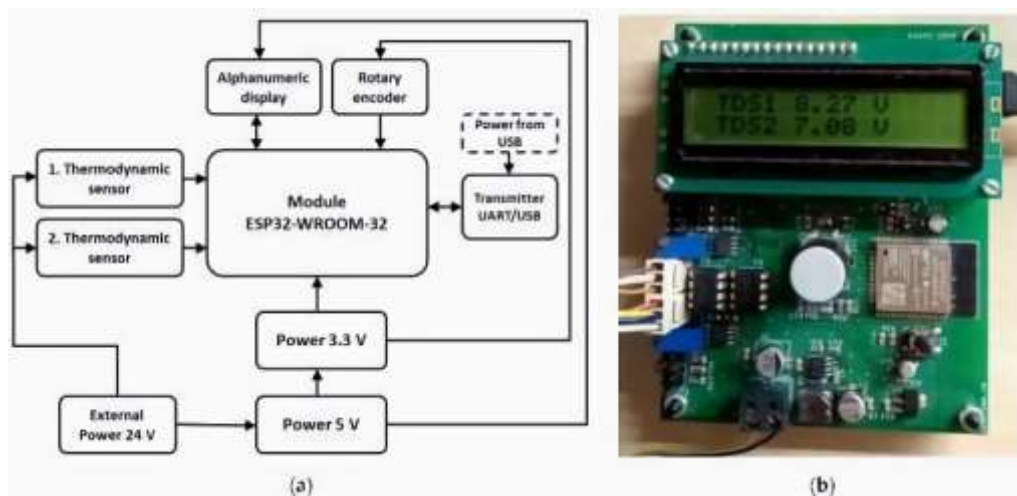 Alphanumeric
display
Rotary
encoder
Power from
USB
1. Thermodynamic
sensor
Module
ESP32-WROOM-32
Transmitter
UART/USB
2. Thermodynamic
sensor
Power 3.3 V
External
Power 24 V
Power 5 V
(a)
TDS1 8.27 V
TDS2 7.08 V
(b)